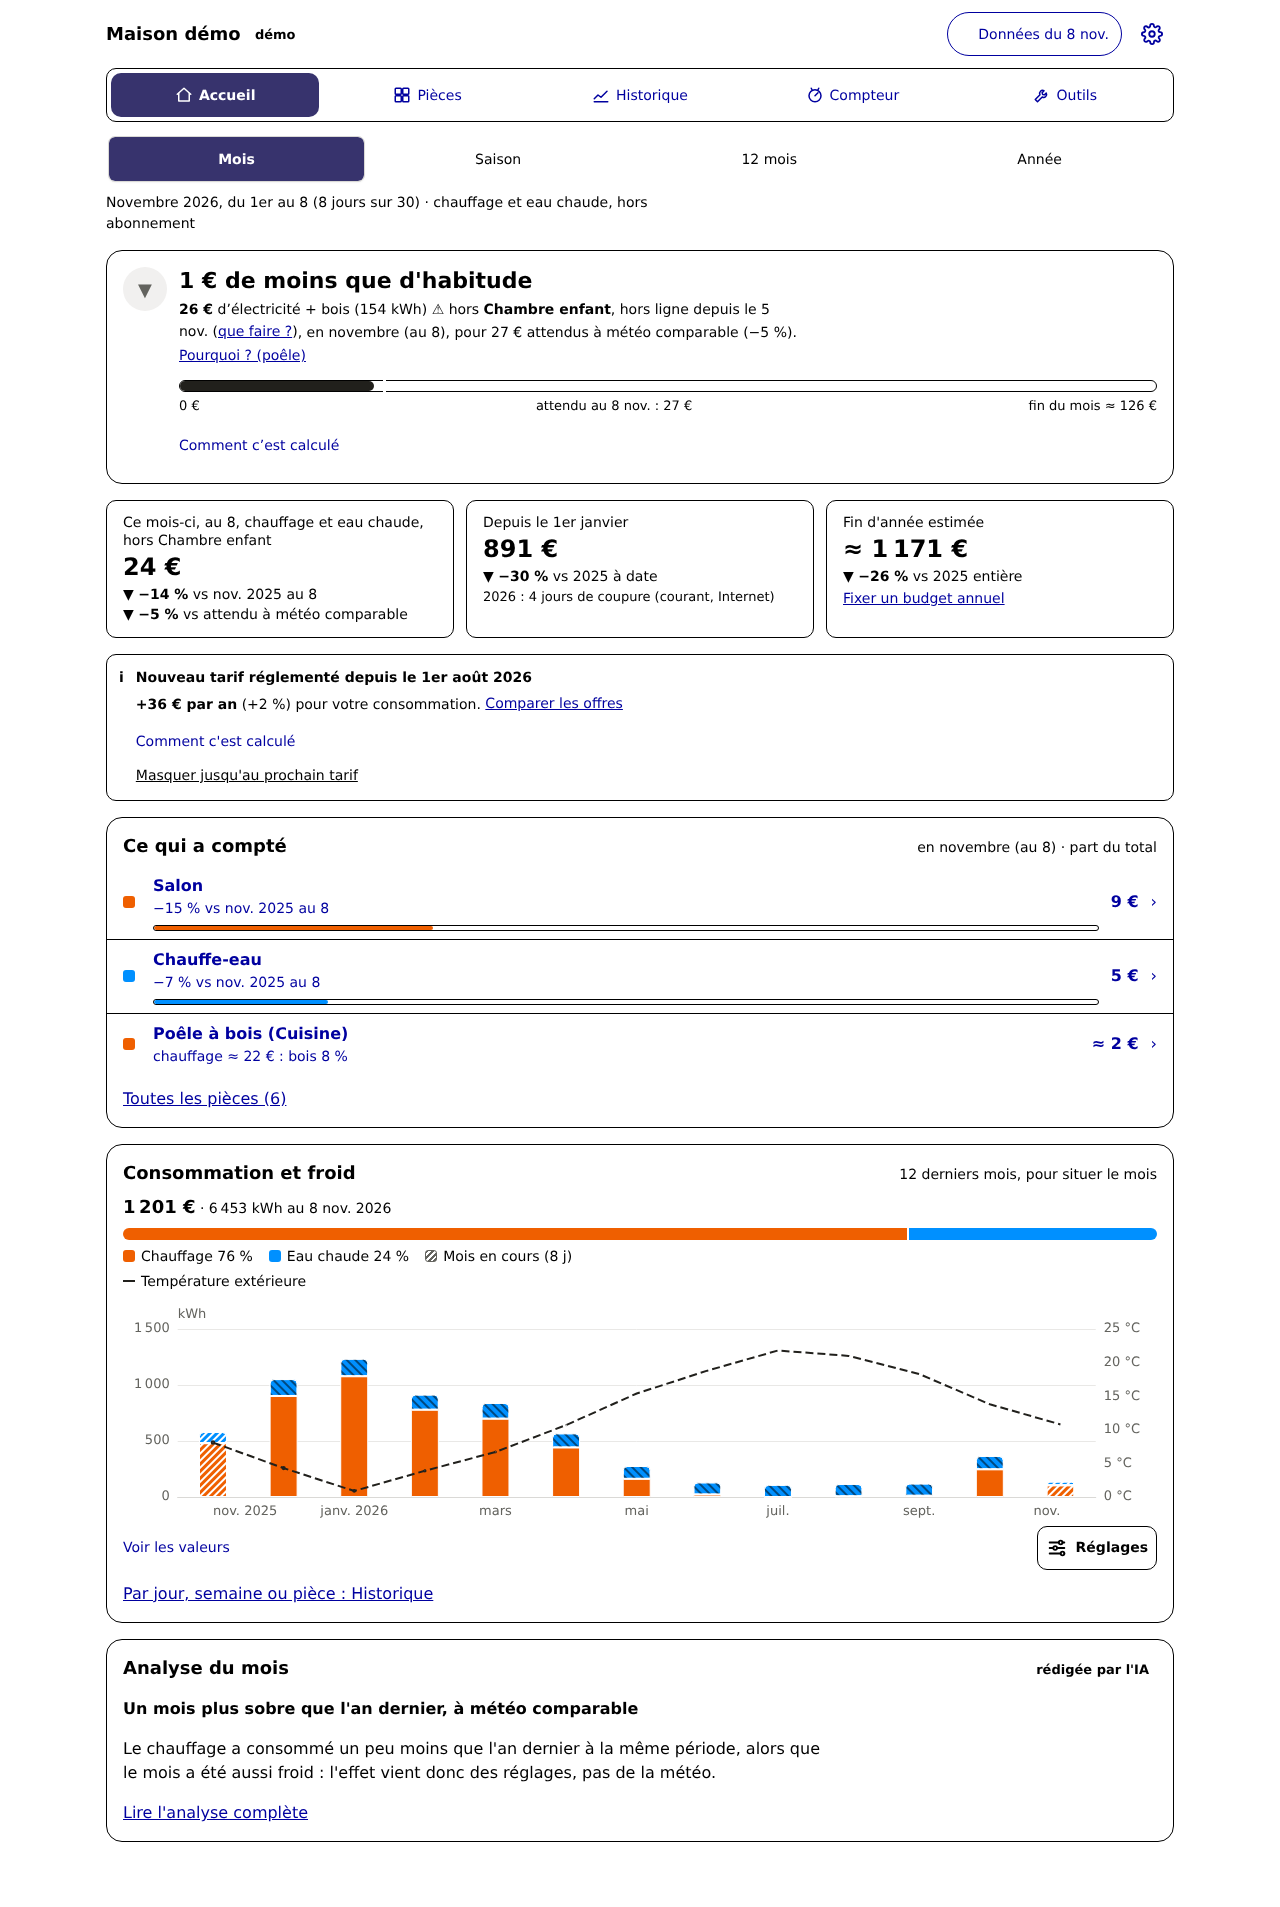 Maison démo démo
Données du 8 nov.
Accueil
Pièces
Historique
Compteur
Outils
Mois
Saison
12 mois
Année
Novembre 2026, du 1er au 8 (8 jours sur 30) · chauffage et eau chaude, hors
abonnement
▼
1 € de moins que d'habitude
26 € d’électricité + bois (154 kWh) ⚠ hors Chambre enfant, hors ligne depuis le 5
nov. (que faire ?), en novembre (au 8), pour 27 € attendus à météo comparable (−5 %).
Pourquoi ? (poêle)
0 €
attendu au 8 nov. : 27 €
fin du mois ≈ 126 €
Comment c’est calculé
Ce mois-ci, au 8, chauffage et eau chaude,
hors Chambre enfant
24 €
▼ −14 % vs nov. 2025 au 8
▼ −5 % vs attendu à météo comparable
Depuis le 1er janvier
891 €
▼ −30 % vs 2025 à date
2026 : 4 jours de coupure (courant, Internet)
Fin d'année estimée
≈ 1 171 €
▼ −26 % vs 2025 entière
Fixer un budget annuel
i Nouveau tarif réglementé depuis le 1er août 2026
+36 € par an (+2 %) pour votre consommation. Comparer les offres
Comment c'est calculé
Masquer jusqu'au prochain tarif
Ce qui a compté
en novembre (au 8) · part du total
Salon
−15 % vs nov. 2025 au 8
9 € ›
Chauffe-eau
−7 % vs nov. 2025 au 8
5 € ›
Poêle à bois (Cuisine)
chauffage ≈ 22 € : bois 8 %
≈ 2 € ›
Toutes les pièces (6)
Consommation et froid
12 derniers mois, pour situer le mois
1 201 € · 6 453 kWh au 8 nov. 2026
Chauffage 76 %
Eau chaude 24 %
Mois en cours (8 j)
Température extérieure
kWh
1 500
1 000
500
0
25 °C
20 °C
15 °C
10 °C
5 °C
0 °C
nov. 2025
janv. 2026
mars
mai
juil.
sept.
nov.
Voir les valeurs
Réglages
Par jour, semaine ou pièce : Historique
Analyse du mois
rédigée par l'IA
Un mois plus sobre que l'an dernier, à météo comparable
Le chauffage a consommé un peu moins que l'an dernier à la même période, alors que
le mois a été aussi froid : l'effet vient donc des réglages, pas de la météo.
Lire l'analyse complète